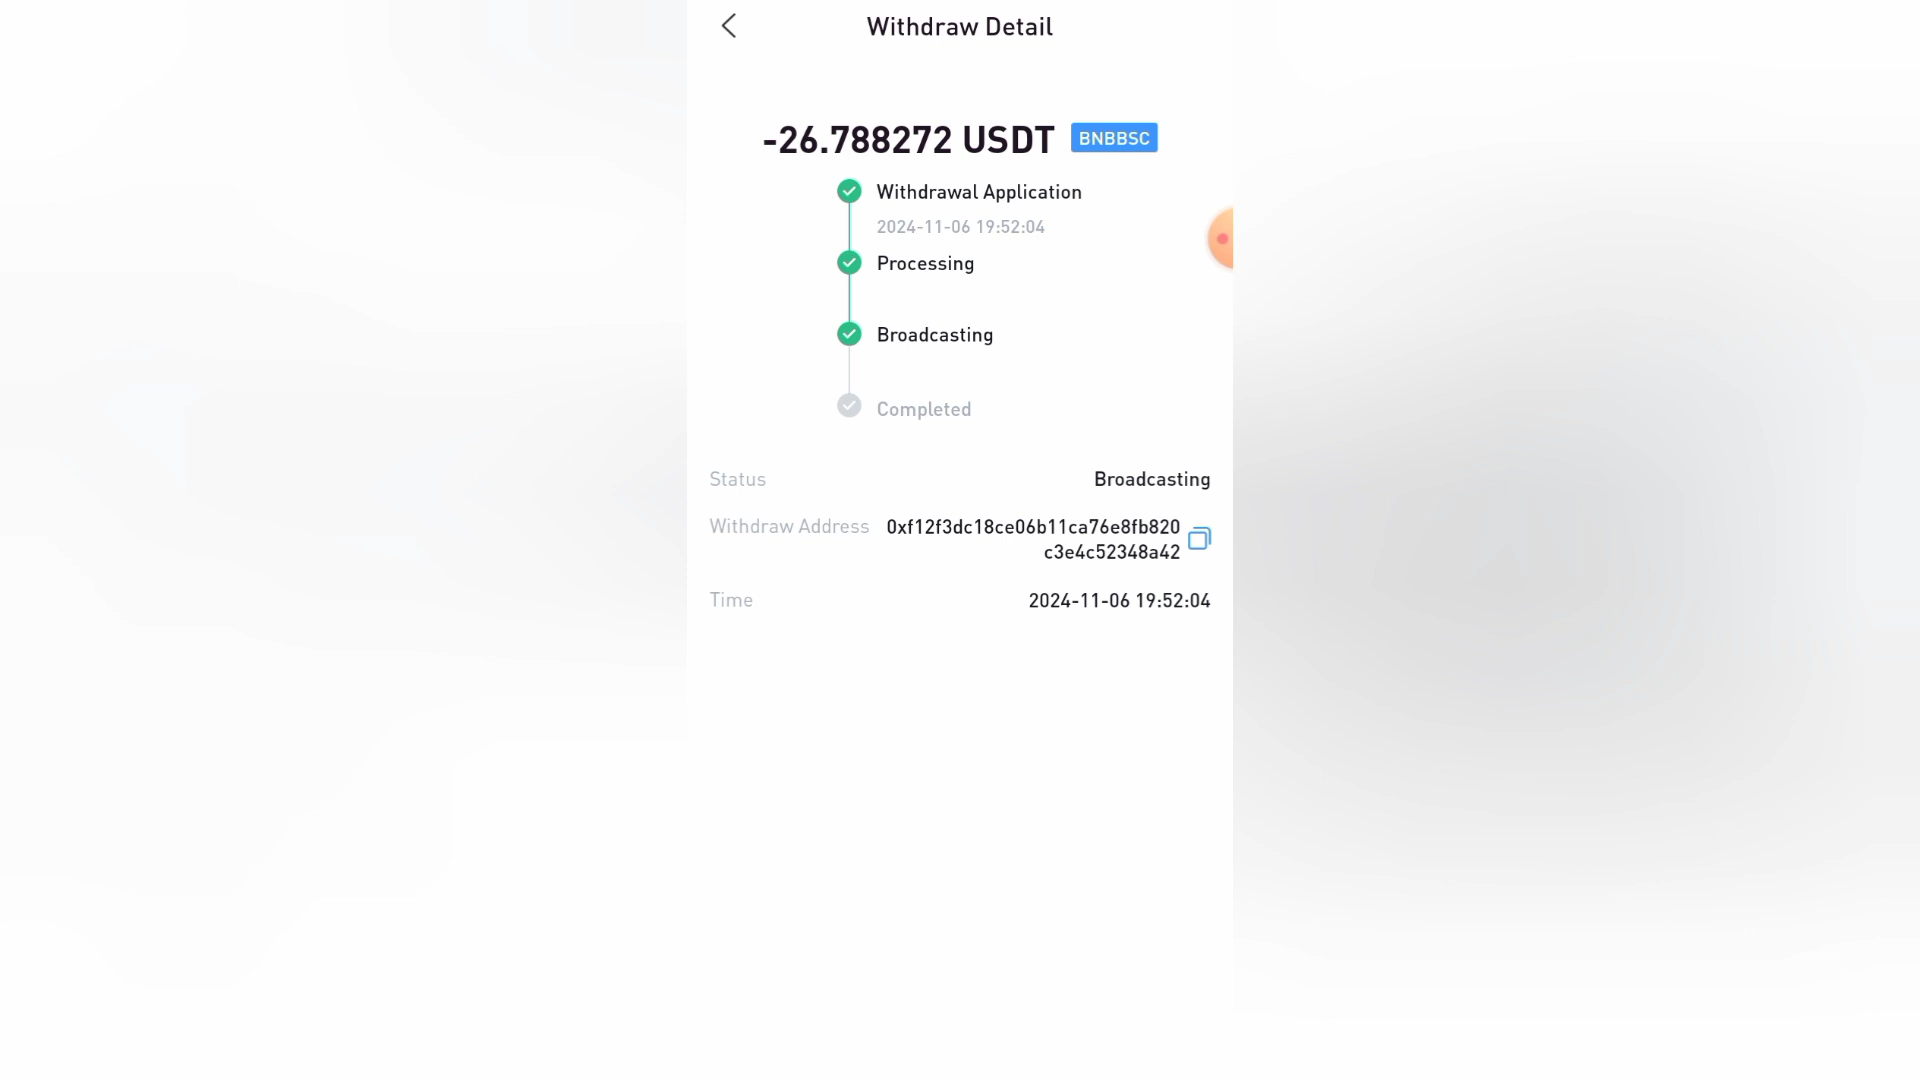 Withdraw Detail
-26.788272 USDT BNBBSC
Withdrawal Application
2024-11-06 19:52:04
Processing
Broadcasting
Completed
Status Broadcasting
Withdraw Address 0xf12f3dc18ce06b11ca76e8fb820
c3e4c52348a42
Time 2024-11-06 19:52:04